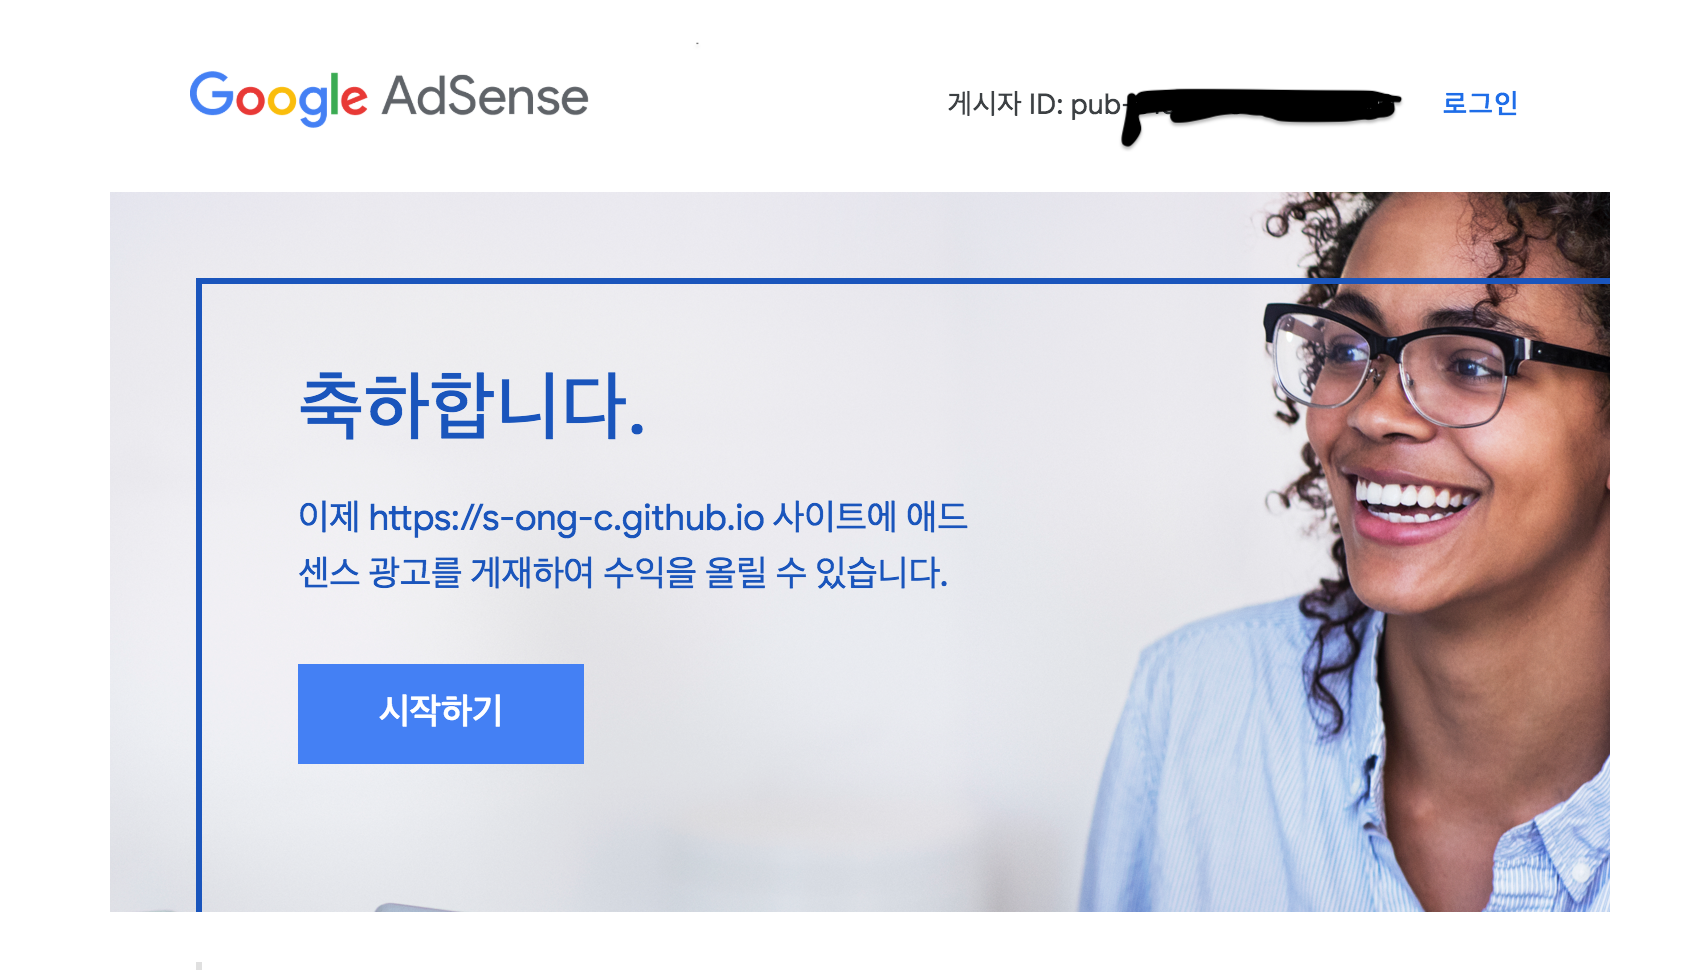 Google AdSense
게시자 ID: pub-
로그인
축하합니다.
이제 https://s-ong-c.github.io 사이트에 애드
센스 광고를 게재하여 수익을 올릴 수 있습니다.
시작하기